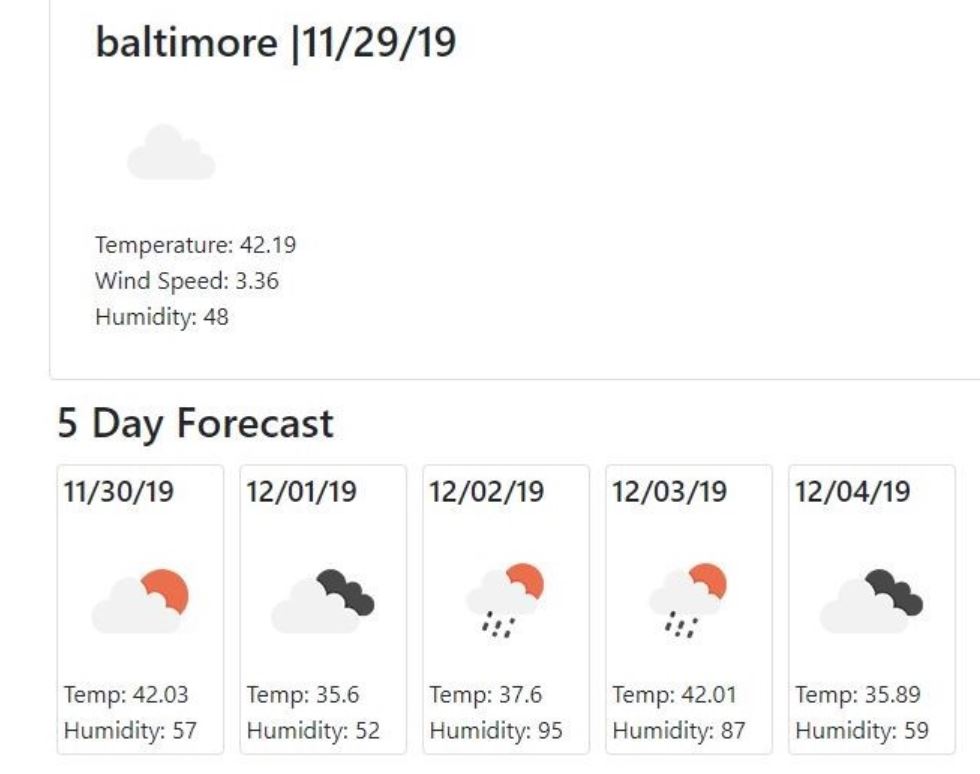 baltimore |11/29/19
Temperature: 42.19
Wind Speed: 3.36
Humidity: 48
5 Day Forecast
11/30/19
Temp: 42.03
Humidity: 57
12/01/19
Temp: 35.6
Humidity: 52
12/02/19
Temp: 37.6
Humidity: 95
12/03/19
Temp: 42.01
Humidity: 87
12/04/19
Temp: 35.89
Humidity: 59